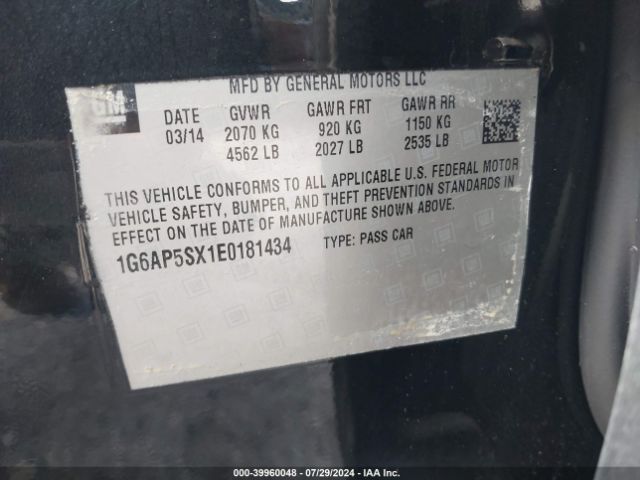 MFD BY GENERAL MOTORS LLC
GM
DATE GVWR GAWR FRT GAWR RR
03/14 2070 KG 920 KG 1150 KG
4562 LB 2027 LB 2535 LB
THIS VEHICLE CONFORMS TO ALL APPLICABLE U.S. FEDERAL MOTOR
VEHICLE SAFETY, BUMPER, AND THEFT PREVENTION STANDARDS IN
EFFECT ON THE DATE OF MANUFACTURE SHOWN ABOVE.
1G6AP5SX1E0181434 TYPE: PASS CAR
000-39960048 - 07/29/2024 - IAA Inc.